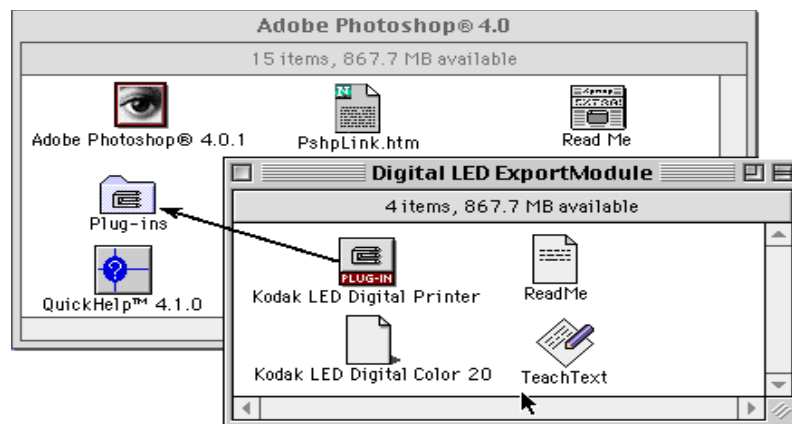 Adobe Photoshop® 4.0
15 items, 867.7 MB available
Adobe Photoshop® 4.0.1
PshpLink.htm
Read Me
Plug-ins
QuickHelp™ 4.1.0
Digital LED ExportModule
4 items, 867.7 MB available
PLUG-IN
Kodak LED Digital Printer
ReadMe
Kodak LED Digital Color 20
TeachText